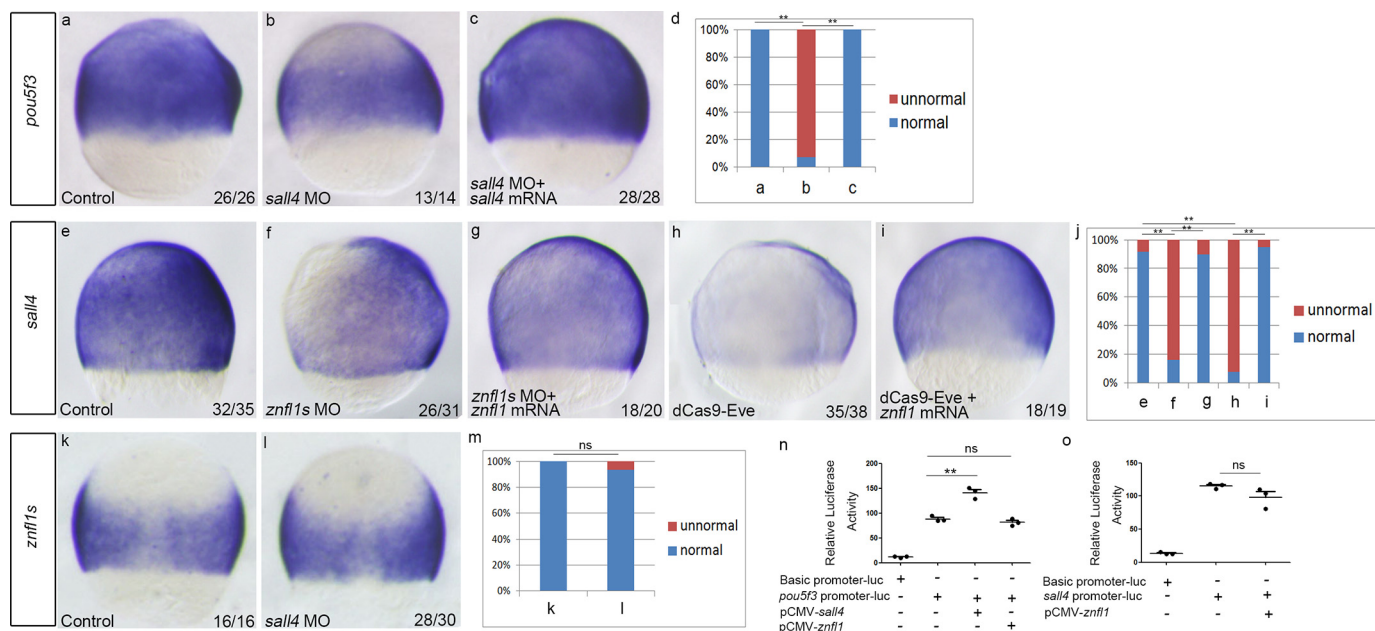 a
b
c
d
pou5f3
Control
26/26
sall4 MO
13/14
sall4 MO+
sall4 mRNA
28/28
**
**
100%
80%
60%
40%
20%
0%
a
b
c
unnormal
normal
e
f
g
h
i
j
sall4
Control
32/35
znfl1s MO
26/31
znfl1s MO+
znfl1 mRNA
18/20
dCas9-Eve
35/38
dCas9-Eve +
znfl1 mRNA
18/19
**
**
**
**
**
100%
80%
60%
40%
20%
0%
e
f
g
h
i
unnormal
normal
k
l
m
znfl1s
Control
16/16
sall4 MO
28/30
ns
100%
80%
60%
40%
20%
0%
k
l
unnormal
normal
n
ns
**
Relative Luciferase
Activity
200
150
100
50
0
Basic promoter-luc + - - -
pou5f3 promoter-luc - + + +
pCMV-sall4 - - + -
pCMV-znfl1 - - - +
o
ns
Relative Luciferase
Activity
150
100
50
0
Basic promoter-luc + - -
sall4 promoter-luc - + +
pCMV-znfl1 - - +